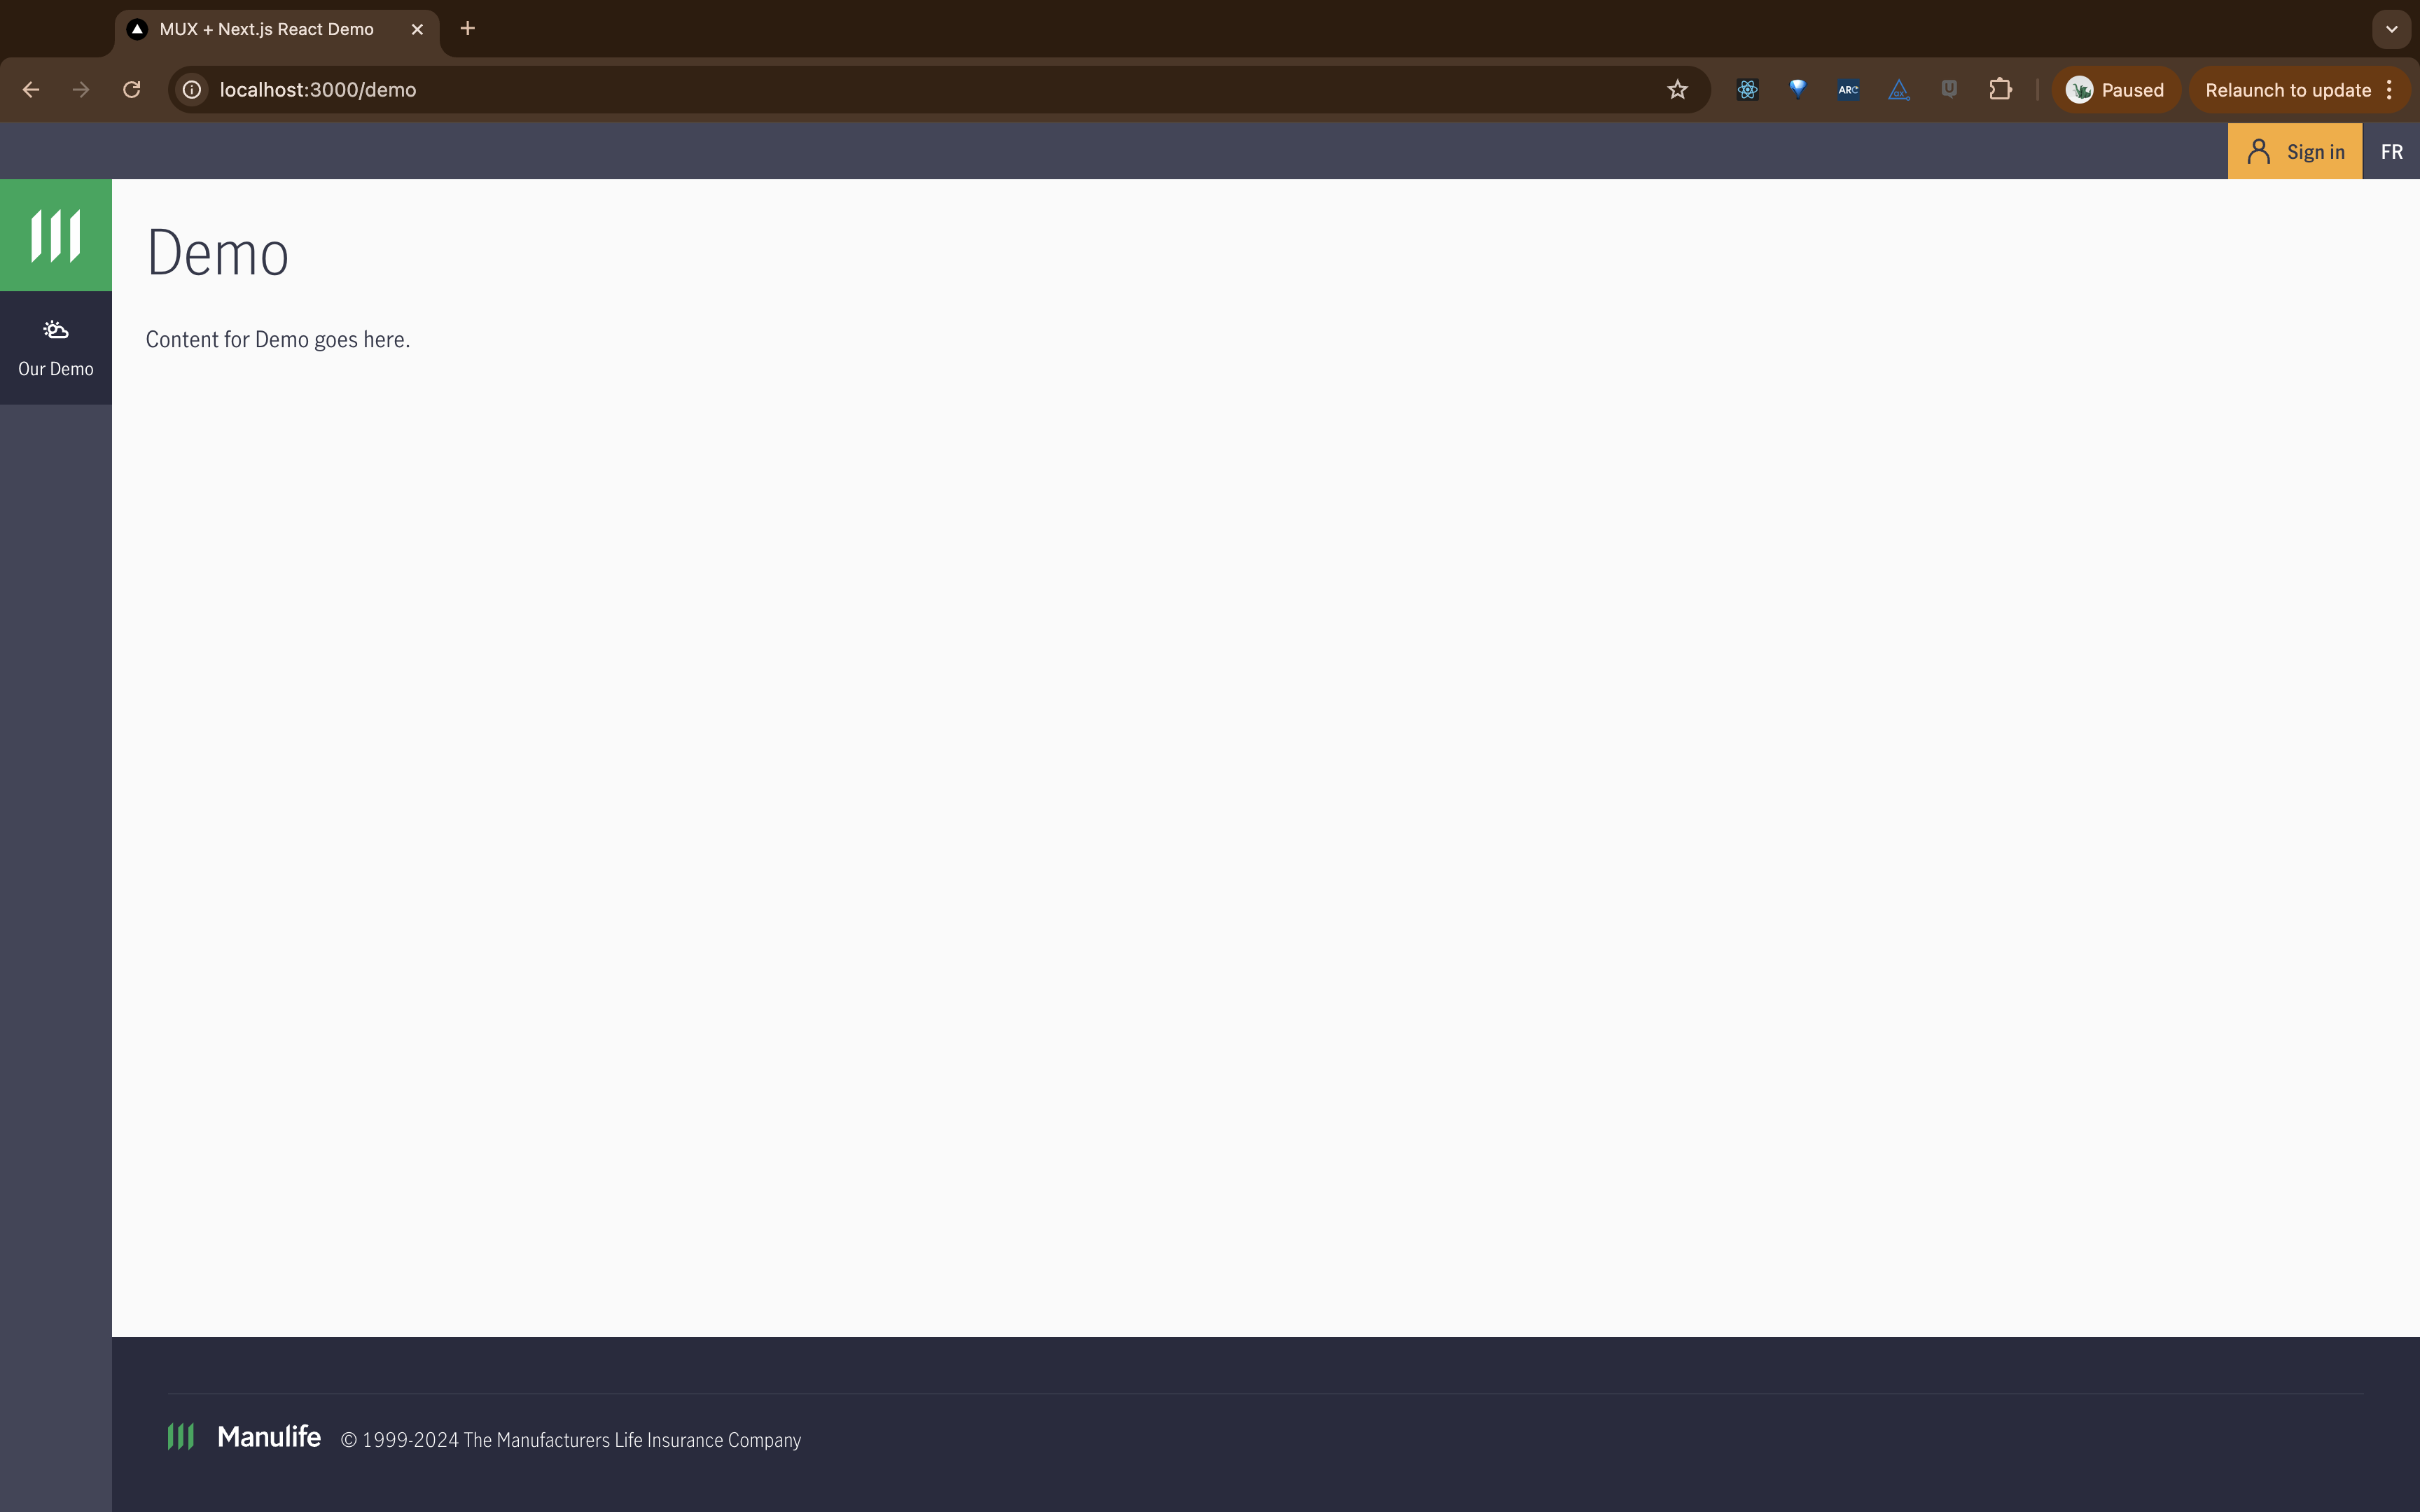 MUX + Next.js React Demo
localhost:3000/demo
ARC
Paused
Relaunch to update
Sign in
FR
Demo
Our Demo
Content for Demo goes here.
Manulife © 1999-2024 The Manufacturers Life Insurance Company